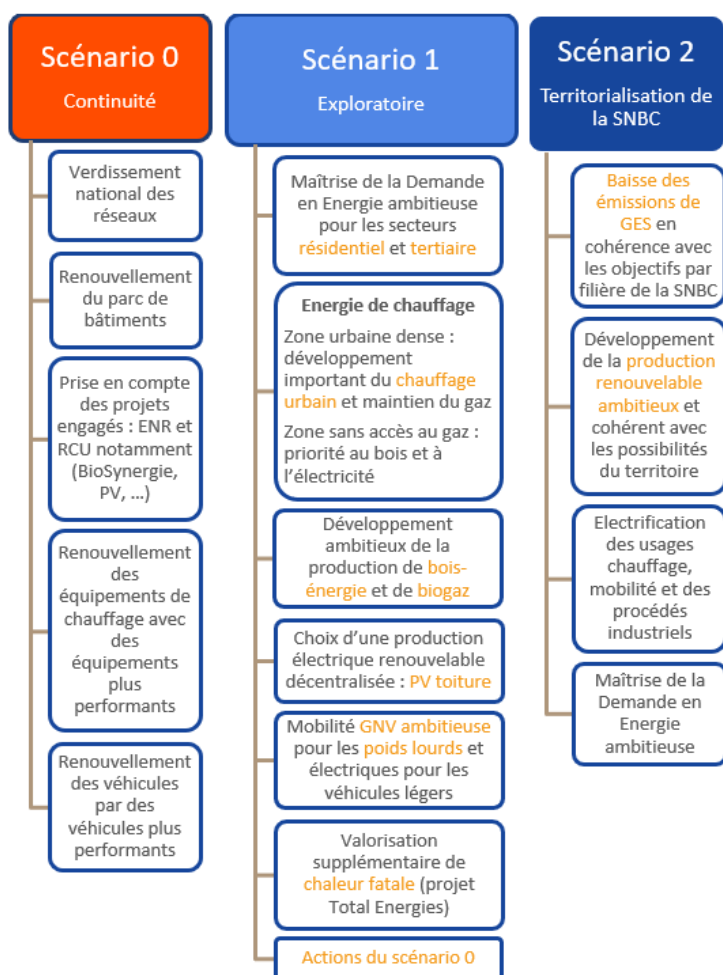 Scénario 0
Continuité
Verdissement
national des
réseaux
Renouvellement
du parc de
bâtiments
Prise en compte
des projets
engagés : ENR et
RCU notamment
(BioSynergie,
PV, ...)
Renouvellement
des
équipements de
chauffage avec
des
équipements
plus
performants
Renouvellement
des véhicules
par des
véhicules plus
performants
Scénario 1
Exploratoire
Maîtrise de la Demande
en Energie ambitieuse
pour les secteurs
résidentiel et tertiaire
Energie de chauffage
Zone urbaine dense :
développement
important du chauffage
urbain et maintien du gaz
Zone sans accès au gaz :
priorité au bois et à
l'électricité
Développement
ambitieux de la
production de bois-
énergie et de biogaz
Choix d'une production
électrique renouvelable
décentralisée : PV toiture
Mobilité GNV ambitieuse
pour les poids lourds et
électriques pour les
véhicules légers
Valorisation
supplémentaire de
chaleur fatale (projet
Total Energies)
Actions du scénario 0
Scénario 2
Territorialisation de
la SNBC
Baisse des
émissions de
GES en
cohérence avec
les objectifs par
filière de la SNBC
Développement
de la production
renouvelable
ambitieux et
cohérent avec
les possibilités
du territoire
Electrification
des usages
chauffage,
mobilité et des
procédés
industriels
Maîtrise de la
Demande en
Energie
ambitieuse